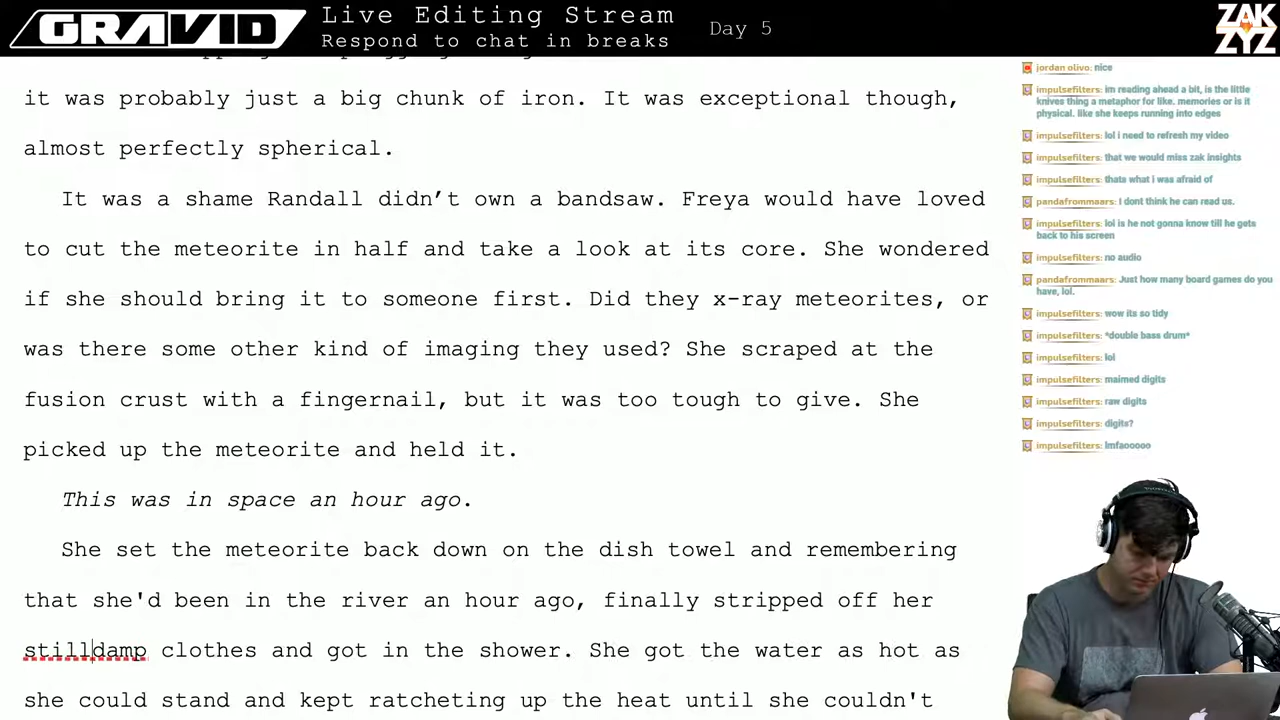 GRAVID
Live Editing Stream
Respond to chat in breaks
Day 5
ZAK
ZYZ
it was probably just a big chunk of iron. It was exceptional though,
almost perfectly spherical.
It was a shame Randall didn’t own a bandsaw. Freya would have loved
to cut the meteorite in half and take a look at its core. She wondered
if she should bring it to someone first. Did they x-ray meteorites, or
was there some other kind of imaging they used? She scraped at the
fusion crust with a fingernail, but it was too tough to give. She
picked up the meteorite and held it.
This was in space an hour ago.
She set the meteorite back down on the dish towel and remembering
that she'd been in the river an hour ago, finally stripped off her
stilldamp clothes and got in the shower. She got the water as hot as
she could stand and kept ratcheting up the heat until she couldn't
jordan olivo: nice
impulsefilters: im reading ahead a bit, is the little
knives thing a metaphor for like. memories or is it
physical. like she keeps running into edges
impulsefilters: lol i need to refresh my video
impulsefilters: that we would miss zak insights
impulsefilters: thats what i was afraid of
pandafrommaars: I dont think he can read us.
impulsefilters: lol is he not gonna know till he gets
back to his screen
impulsefilters: no audio
pandafrommaars: Just how many board games do you
have, lol.
impulsefilters: wow its so tidy
impulsefilters: *double bass drum*
impulsefilters: lol
impulsefilters: maimed digits
impulsefilters: raw digits
impulsefilters: digits?
impulsefilters: lmfaooooo